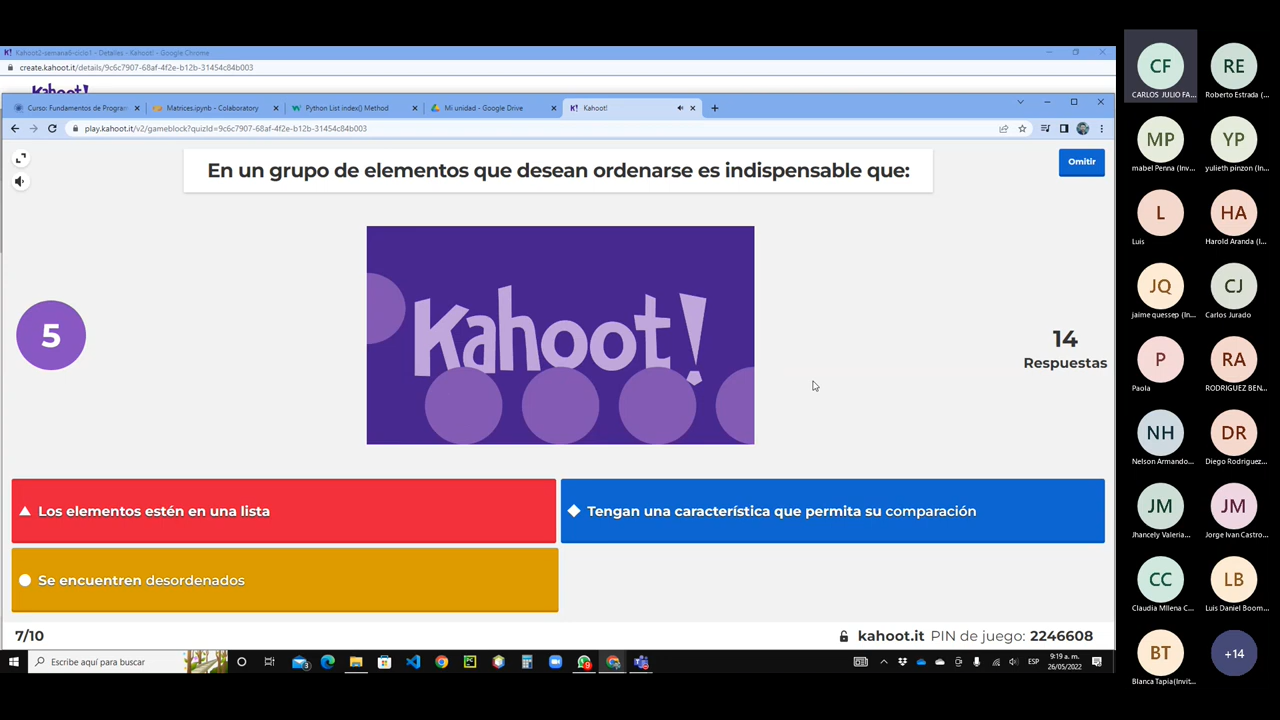 Kahoot2-semana6-ciclo1 - Detalles - Kahoot! - Google Chrome
create.kahoot.it/details/9c6c7907-68af-4f2e-b12b-31454c84b003
Kahoot!
Curso: Fundamentos de Progra
Matrices.ipynb - Colaboratory
Python List index() Method
Mi unidad - Google Drive
Kahoot!
play.kahoot.it/v2/gameblock?quizId=9c6c7907-68af-4f2e-b12b-31454c84b003
En un grupo de elementos que desean ordenarse es indispensable que:
Omitir
Kahoot!
5
14
Respuestas
Los elementos estén en una lista
Tengan una característica que permita su comparación
Se encuentren desordenados
7/10
kahoot.it PIN de juego: 2246608
Escribe aquí para buscar
ESP
9:19 a. m.
26/05/2022
CF
CARLOS JULIO FA...
RE
Roberto Estrada (...
MP
mabel Penna (Inv...
YP
yulieth pinzon (In...
L
Luis
HA
Harold Aranda (I...
JQ
jaime quessep (In...
CJ
Carlos Jurado
P
Paola
RA
RODRIGUEZ BEN...
NH
Nelson Armando...
DR
Diego Rodriguez...
JM
Jhancely Valeria...
JM
Jorge Ivan Castro...
CC
Claudia MIlena C...
LB
Luis Daniel Boom...
BT
Blanca Tapia(Invit...
+14